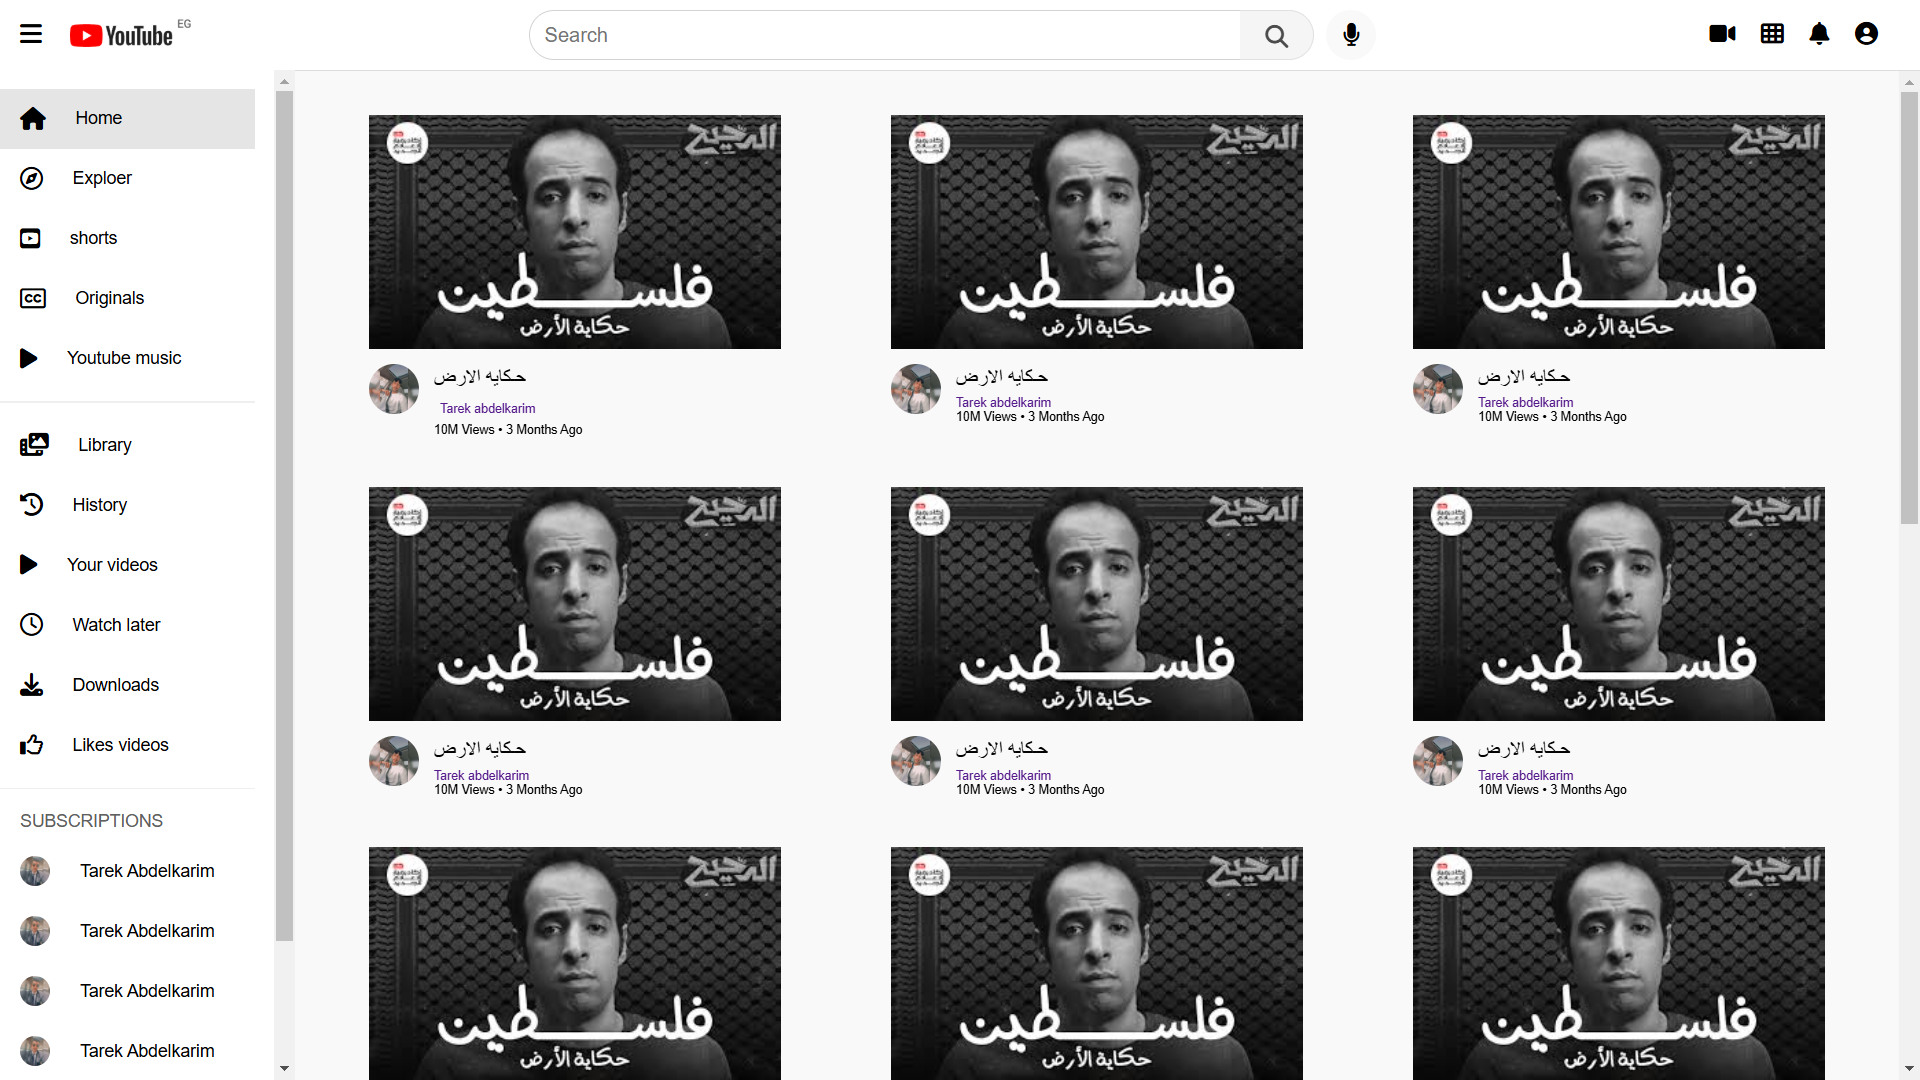 YouTube EG
Search
Home
Exploer
shorts
Originals
Youtube music
Library
History
Your videos
Watch later
Downloads
Likes videos
SUBSCRIPTIONS
Tarek Abdelkarim
Tarek Abdelkarim
Tarek Abdelkarim
Tarek Abdelkarim
الدحيح
فلسطين
حكاية الأرض
الدحيح
فلسطين
حكاية الأرض
الدحيح
فلسطين
حكاية الأرض
حكايه الارض
Tarek abdelkarim
10M Views • 3 Months Ago
حكايه الارض
Tarek abdelkarim
10M Views • 3 Months Ago
حكايه الارض
Tarek abdelkarim
10M Views • 3 Months Ago
الدحيح
فلسطين
حكاية الأرض
الدحيح
فلسطين
حكاية الأرض
الدحيح
فلسطين
حكاية الأرض
حكايه الارض
Tarek abdelkarim
10M Views • 3 Months Ago
حكايه الارض
Tarek abdelkarim
10M Views • 3 Months Ago
حكايه الارض
Tarek abdelkarim
10M Views • 3 Months Ago
الدحيح
فلسطين
حكاية الأرض
الدحيح
فلسطين
حكاية الأرض
الدحيح
فلسطين
حكاية الأرض